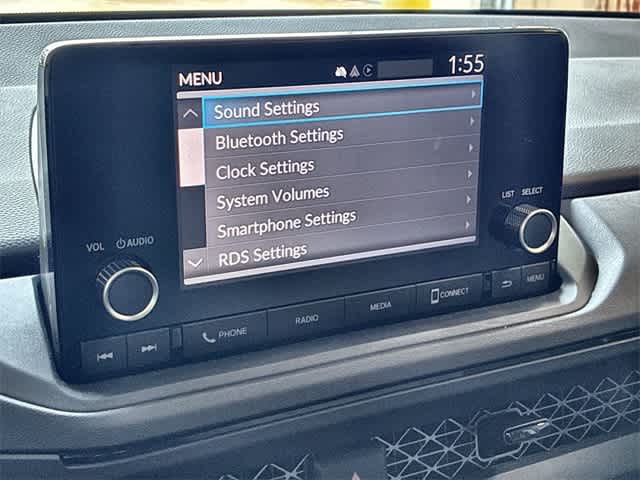 MENU 1:55
Sound Settings
Bluetooth Settings
Clock Settings
System Volumes
Smartphone Settings
RDS Settings
VOL AUDIO
LIST SELECT
PHONE RADIO MEDIA CONNECT MENU